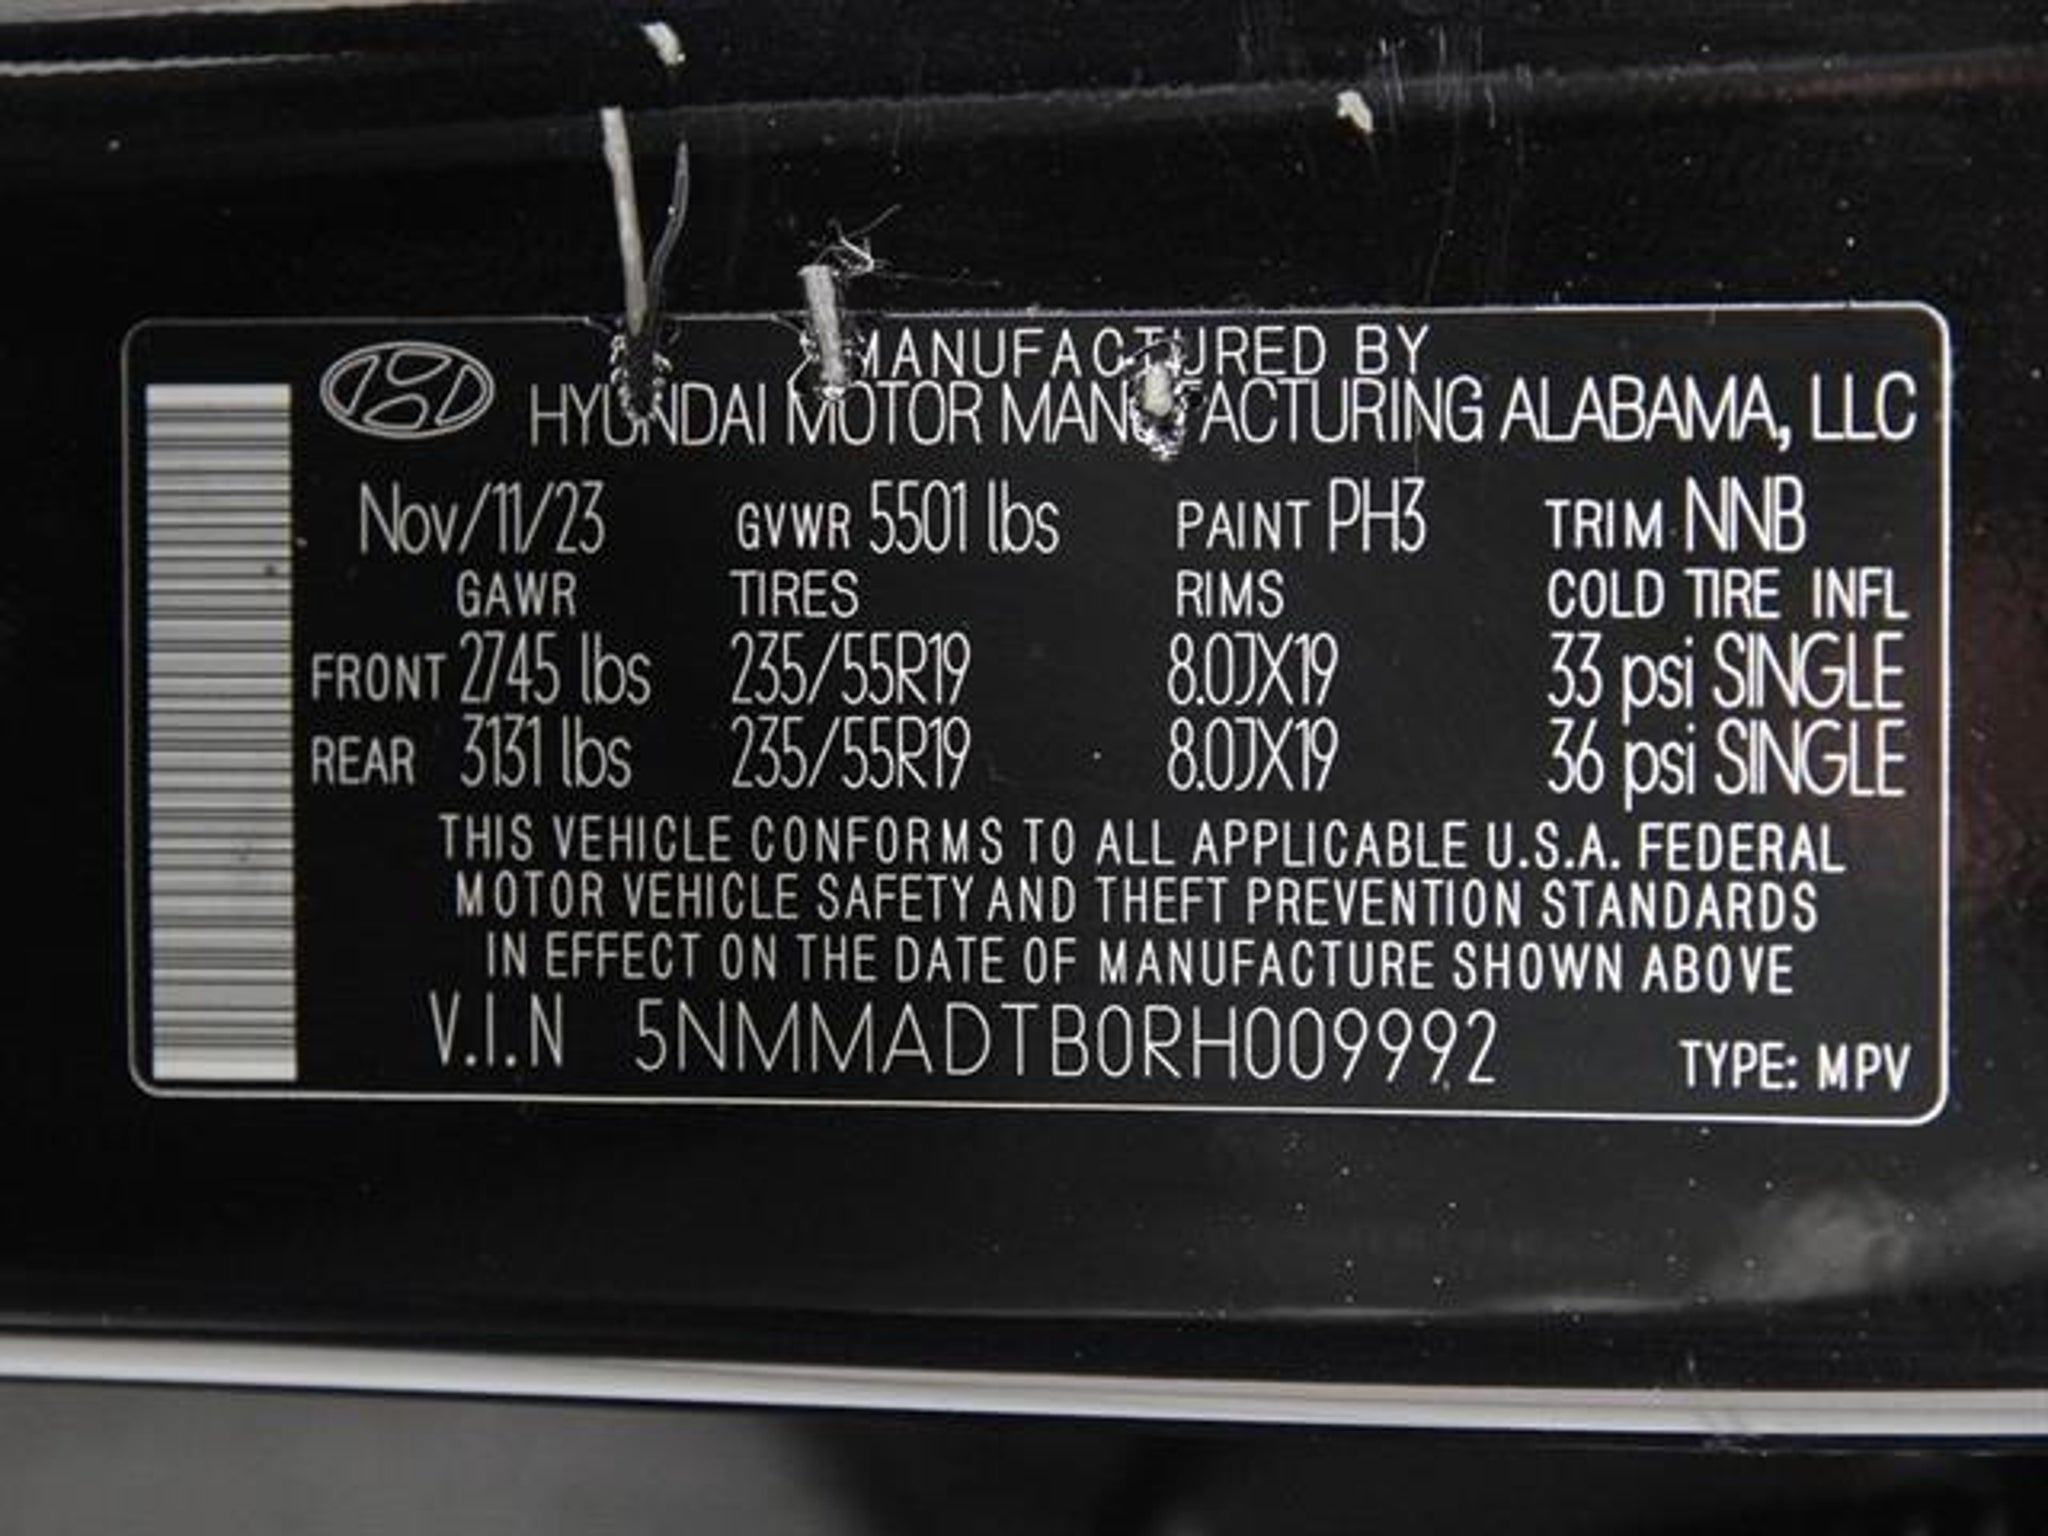 MANUFACTURED BY
HYUNDAI MOTOR MANUFACTURING ALABAMA, LLC
Nov/11/23 GVWR 5501 lbs PAINT PH3 TRIM NNB
GAWR TIRES RIMS COLD TIRE INFL
FRONT 2745 lbs 235/55R19 8.0JX19 33 psi SINGLE
REAR 3131 lbs 235/55R19 8.0JX19 36 psi SINGLE
THIS VEHICLE CONFORMS TO ALL APPLICABLE U.S.A. FEDERAL
MOTOR VEHICLE SAFETY AND THEFT PREVENTION STANDARDS
IN EFFECT ON THE DATE OF MANUFACTURE SHOWN ABOVE
V.I.N 5NMMADTB0RH009992 TYPE: MPV